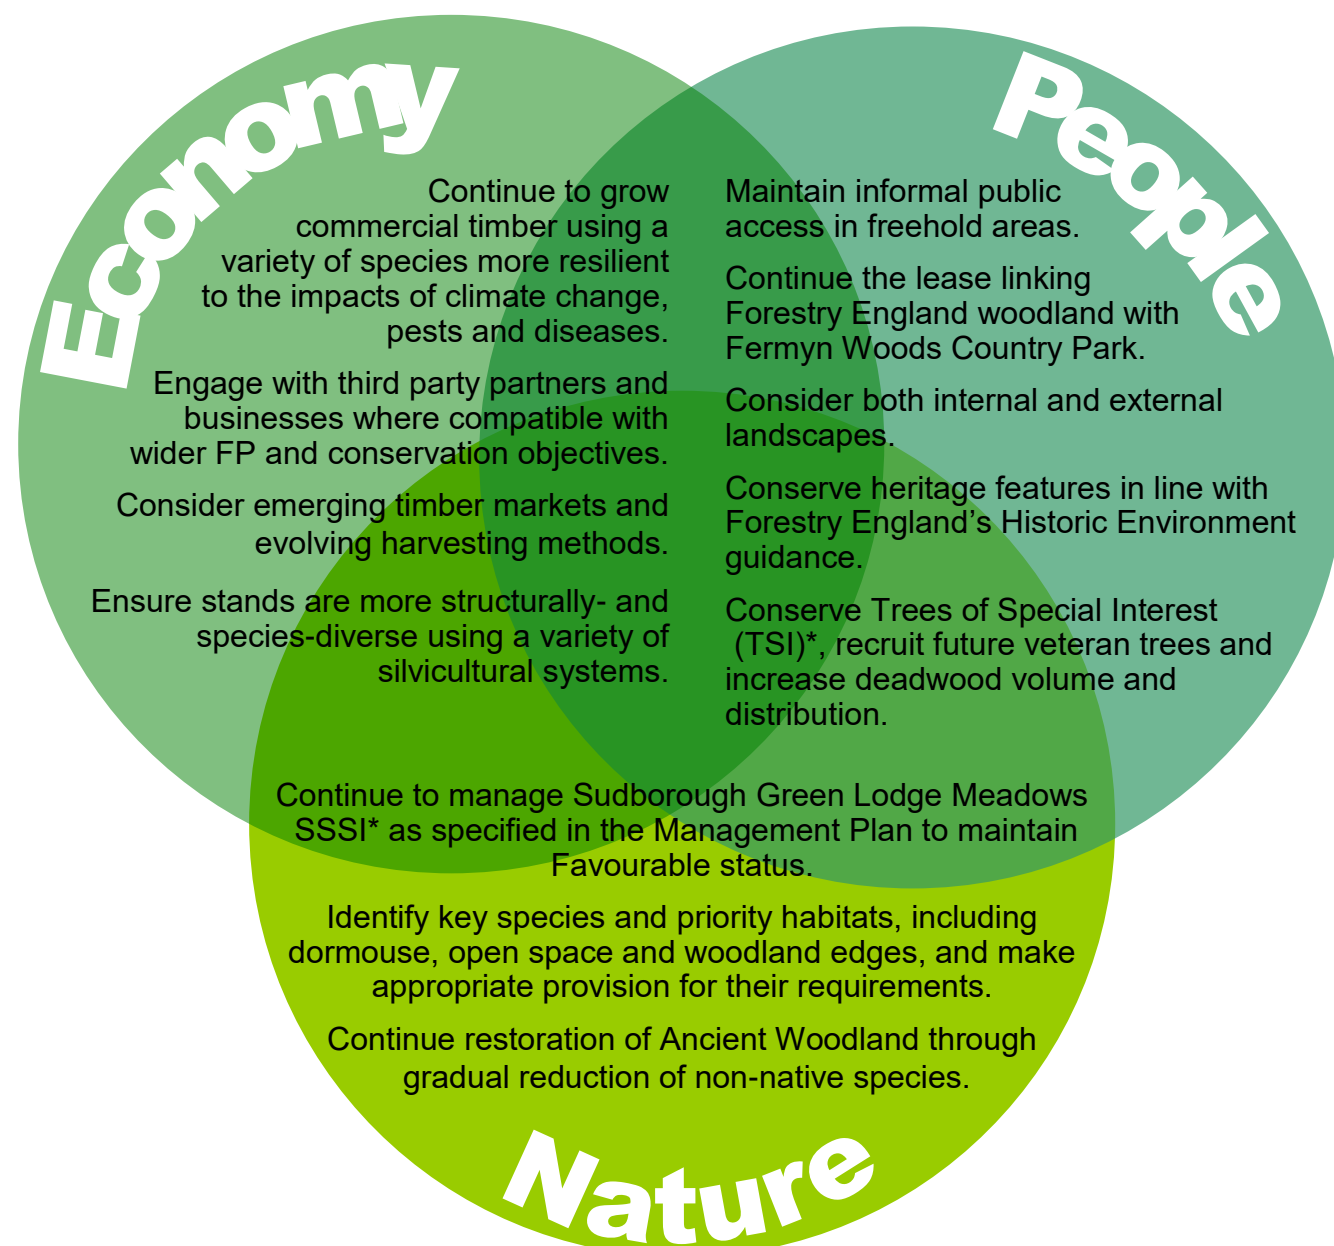 Economy
Continue to grow
commercial timber using a
variety of species more resilient
to the impacts of climate change,
pests and diseases.
Engage with third party partners and
businesses where compatible with
wider FP and conservation objectives.
Consider emerging timber markets and
evolving harvesting methods.
Ensure stands are more structurally- and
species-diverse using a variety of
silvicultural systems.
People
Maintain informal public
access in freehold areas.
Continue the lease linking
Forestry England woodland with
Fermyn Woods Country Park.
Consider both internal and external
landscapes.
Conserve heritage features in line with
Forestry England’s Historic Environment
guidance.
Conserve Trees of Special Interest
(TSI)*, recruit future veteran trees and
increase deadwood volume and
distribution.
Continue to manage Sudborough Green Lodge Meadows
SSSI* as specified in the Management Plan to maintain
Favourable status.
Identify key species and priority habitats, including
dormouse, open space and woodland edges, and make
appropriate provision for their requirements.
Continue restoration of Ancient Woodland through
gradual reduction of non-native species.
Nature